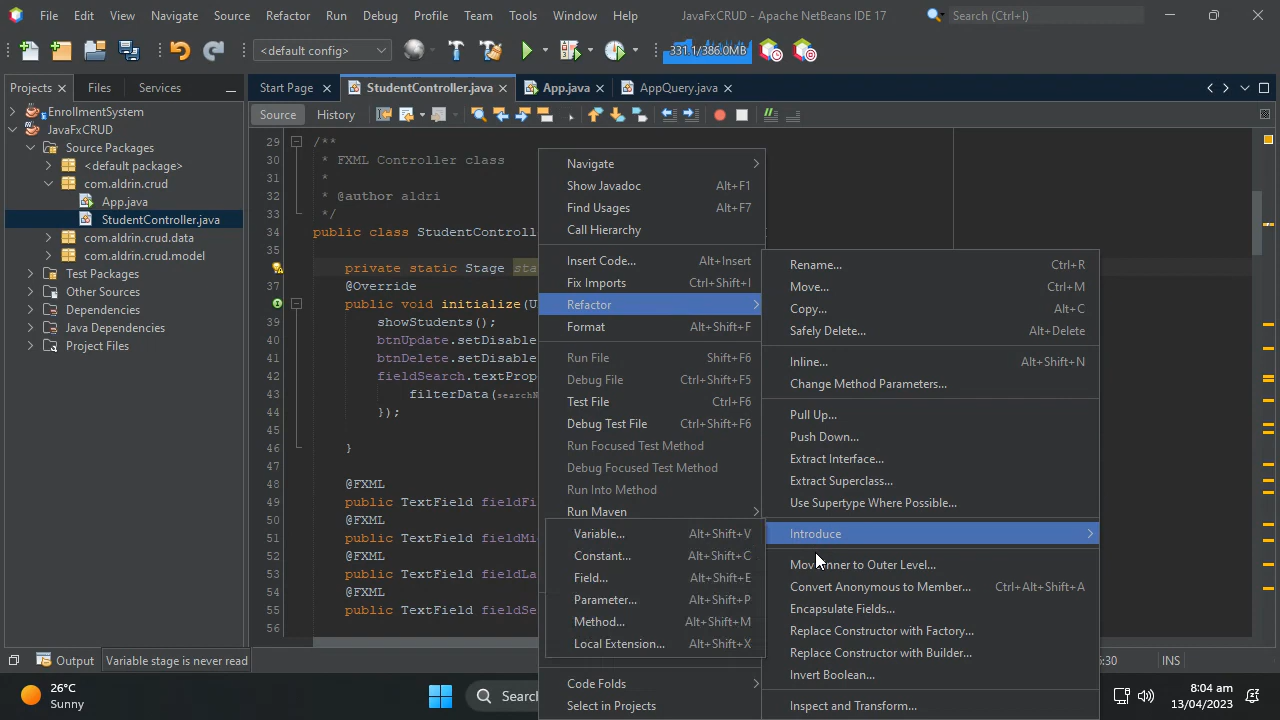 File Edit View Navigate Source Refactor Run Debug Profile Team Tools Window Help JavaFxCRUD - Apache NetBeans IDE 17 Search (Ctrl+I)
<default config> 331.1/386.0MB
Projects Files Services Start Page StudentController.java App.java AppQuery.java
Source History
EnrollmentSystem
JavaFxCRUD
Source Packages
<default package>
com.aldrin.crud
App.java
StudentController.java
com.aldrin.crud.data
com.aldrin.crud.model
Test Packages
Other Sources
Dependencies
Java Dependencies
Project Files
29 /**
30 * FXML Controller class
31 *
32 * @author aldri
33 */
34 public class StudentControll
35
private static Stage sta
37 @Override
public void initialize(U
39 showStudents();
40 btnUpdate.setDisable
41 btnDelete.setDisable
42 fieldSearch.textProp
43 filterData(
44 });
45
46 }
47
48 @FXML
49 public TextField fieldFi
50 @FXML
51 public TextField fieldMi
52 @FXML
53 public TextField fieldLa
54 @FXML
55 public TextField fieldSe
56
Navigate
Show Javadoc Alt+F1
Find Usages Alt+F7
Call Hierarchy
Insert Code... Alt+Insert
Fix Imports Ctrl+Shift+I
Refactor
Format Alt+Shift+F
Run File Shift+F6
Debug File Ctrl+Shift+F5
Test File Ctrl+F6
Debug Test File Ctrl+Shift+F6
Run Focused Test Method
Debug Focused Test Method
Run Into Method
Run Maven
Variable... Alt+Shift+V
Constant... Alt+Shift+C
Field... Alt+Shift+E
Parameter... Alt+Shift+P
Method... Alt+Shift+M
Local Extension... Alt+Shift+X
Code Folds
Select in Projects
Rename... Ctrl+R
Move... Ctrl+M
Copy... Alt+C
Safely Delete... Alt+Delete
Inline... Alt+Shift+N
Change Method Parameters...
Pull Up...
Push Down...
Extract Interface...
Extract Superclass...
Use Supertype Where Possible...
Introduce
Inner to Outer Level...
Convert Anonymous to Member... Ctrl+Alt+Shift+A
Encapsulate Fields...
Replace Constructor with Factory...
Replace Constructor with Builder...
Invert Boolean...
Inspect and Transform...
Output Variable stage is never read :30 INS
26°C
Sunny
Searc
8:04 am
13/04/2023